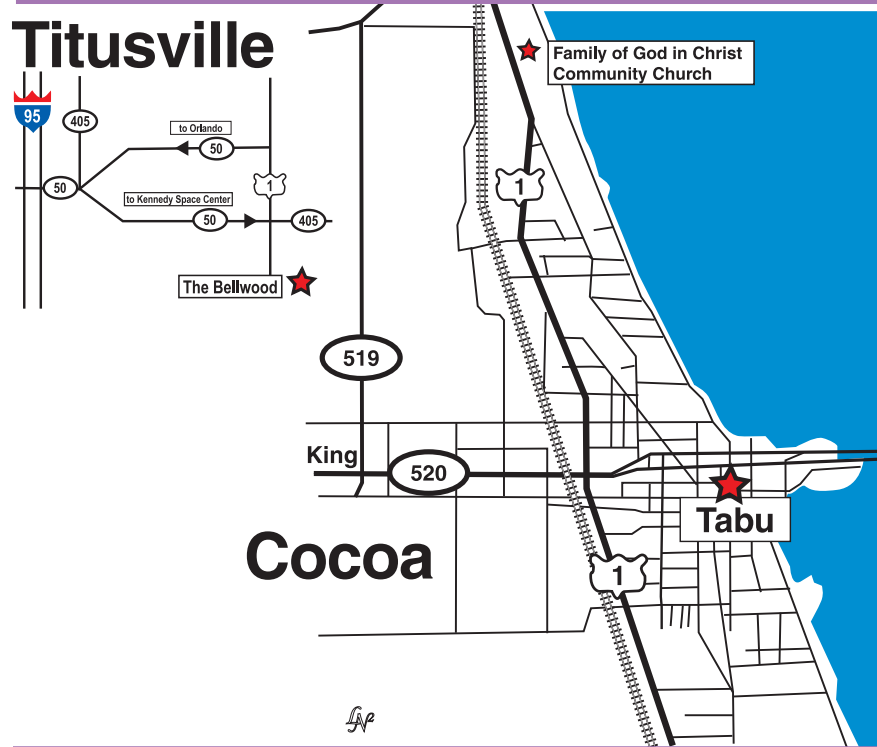 Titusville
95
405
to Orlando
50
50
1
to Kennedy Space Center
50
405
The Bellwood
Family of God in Christ
Community Church
1
519
King
520
Tabu
Cocoa
1